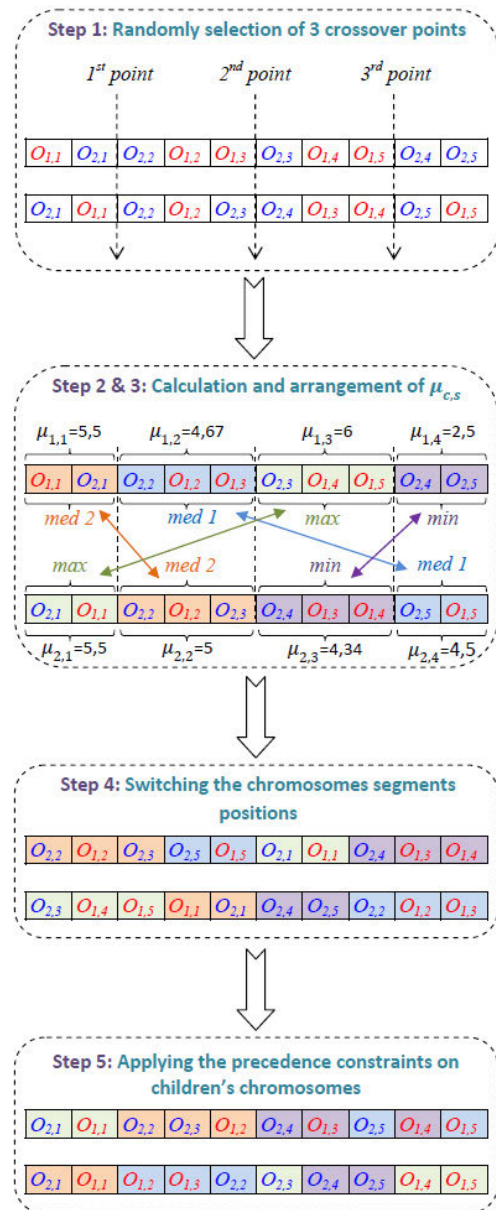 Step 1: Randomly selection of 3 crossover points
1st point 2nd point 3rd point
O1,1 O2,1 O2,2 O1,2 O1,3 O2,3 O1,4 O1,5 O2,4 O2,5
O2,1 O1,1 O2,2 O1,2 O2,3 O2,4 O1,3 O1,4 O2,5 O1,5
Step 2 & 3: Calculation and arrangement of μc,s
μ1,1=5,5 μ1,2=4,67 μ1,3=6 μ1,4=2,5
O1,1 O2,1 O2,2 O1,2 O1,3 O2,3 O1,4 O1,5 O2,4 O2,5
med 2 med 1 max min
max med 2 min med 1
O2,1 O1,1 O2,2 O1,2 O2,3 O2,4 O1,3 O1,4 O2,5 O1,5
μ2,1=5,5 μ2,2=5 μ2,3=4,34 μ2,4=4,5
Step 4: Switching the chromosomes segments
positions
O2,2 O1,2 O2,3 O2,5 O1,5 O2,1 O1,1 O2,4 O1,3 O1,4
O2,3 O1,4 O1,5 O1,1 O2,1 O2,4 O2,5 O2,2 O1,2 O1,3
Step 5: Applying the precedence constraints on
children's chromosomes
O2,1 O1,1 O2,2 O2,3 O1,2 O2,4 O1,3 O2,5 O1,4 O1,5
O2,1 O1,1 O1,2 O1,3 O2,2 O2,3 O2,4 O2,5 O1,4 O1,5